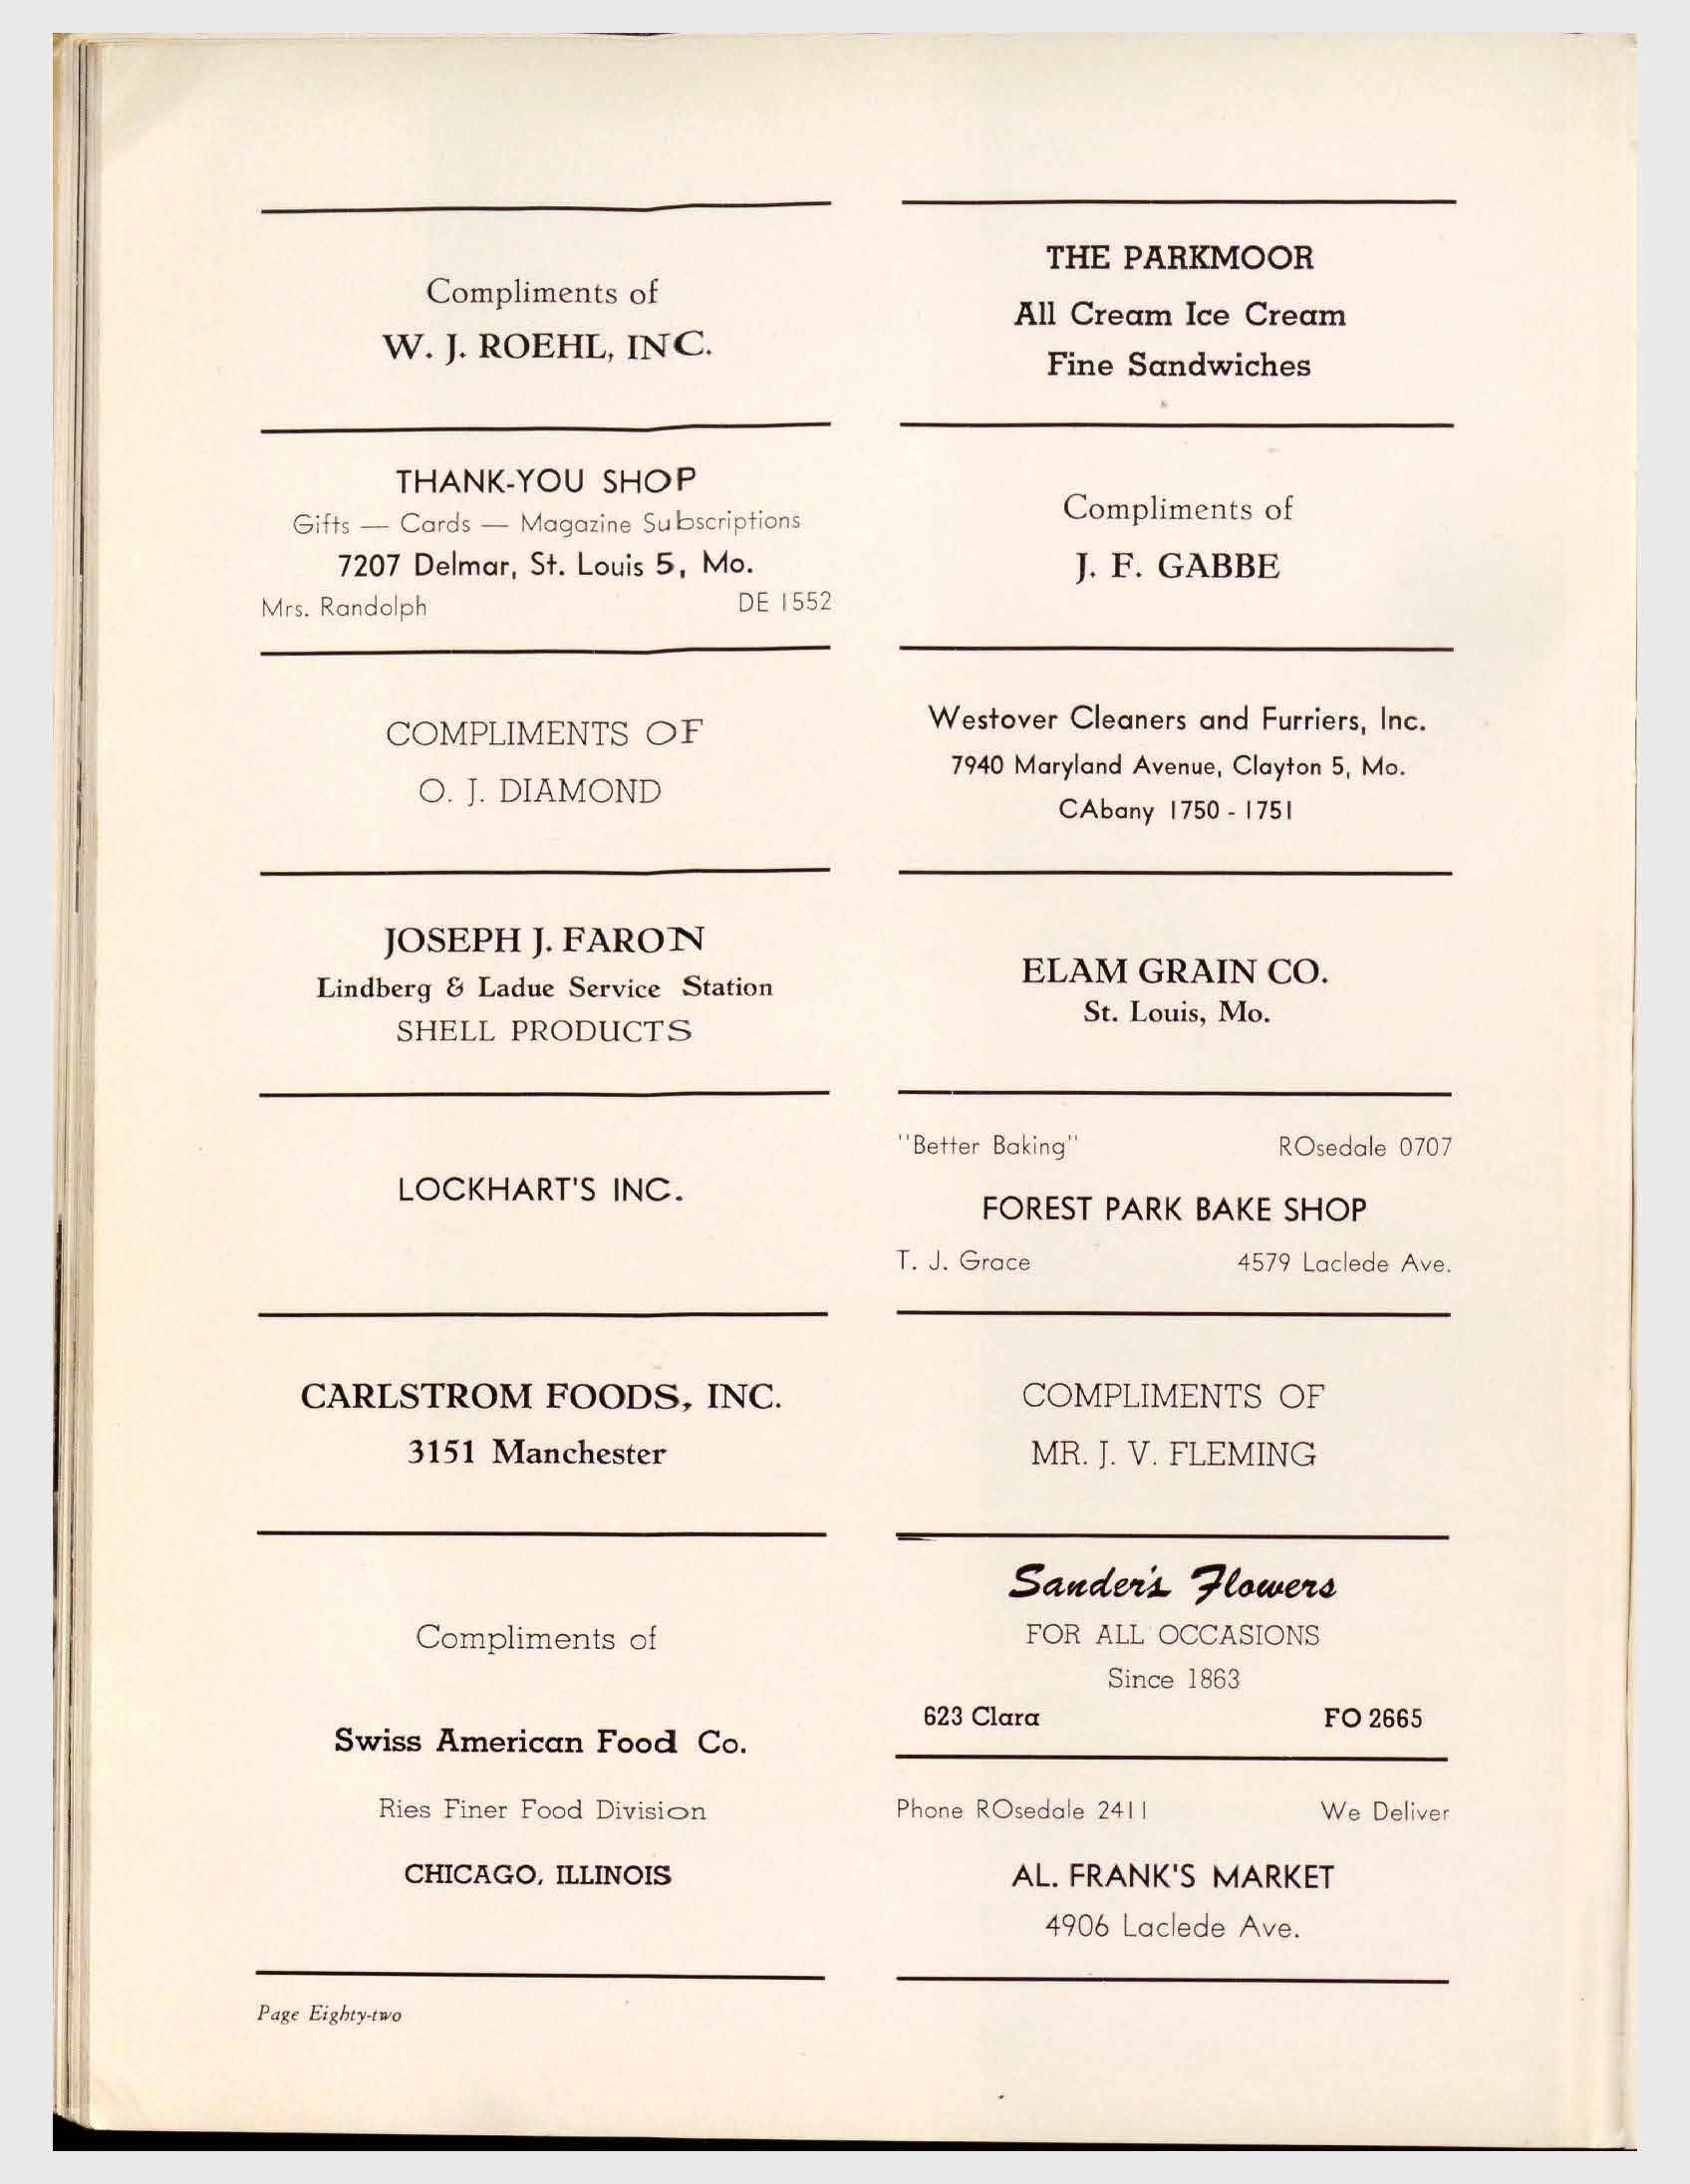 Compliments of
W. J. ROEHL, INC.
THANK-YOU SHOP
Gifts — Cards — Magazine Subscriptions
7207 Delmar, St. Louis 5, Mo.
Mrs. Randolph DE 1552
COMPLIMENTS OF
O. J. DIAMOND
JOSEPH J. FARON
Lindberg & Ladue Service Station
SHELL PRODUCTS
LOCKHART'S INC.
CARLSTROM FOODS, INC.
3151 Manchester
Compliments of
Swiss American Food Co.
Ries Finer Food Division
CHICAGO, ILLINOIS
THE PARKMOOR
All Cream Ice Cream
Fine Sandwiches
Compliments of
J. F. GABBE
Westover Cleaners and Furriers, Inc.
7940 Maryland Avenue, Clayton 5, Mo.
CAbany 1750 - 1751
ELAM GRAIN CO.
St. Louis, Mo.
"Better Baking" ROsedale 0707
FOREST PARK BAKE SHOP
T. J. Grace 4579 Laclede Ave.
COMPLIMENTS OF
MR. J. V. FLEMING
Sander's Flowers
FOR ALL OCCASIONS
Since 1863
623 Clara FO 2665
Phone ROsedale 2411 We Deliver
AL. FRANK'S MARKET
4906 Laclede Ave.
Page Eighty-two